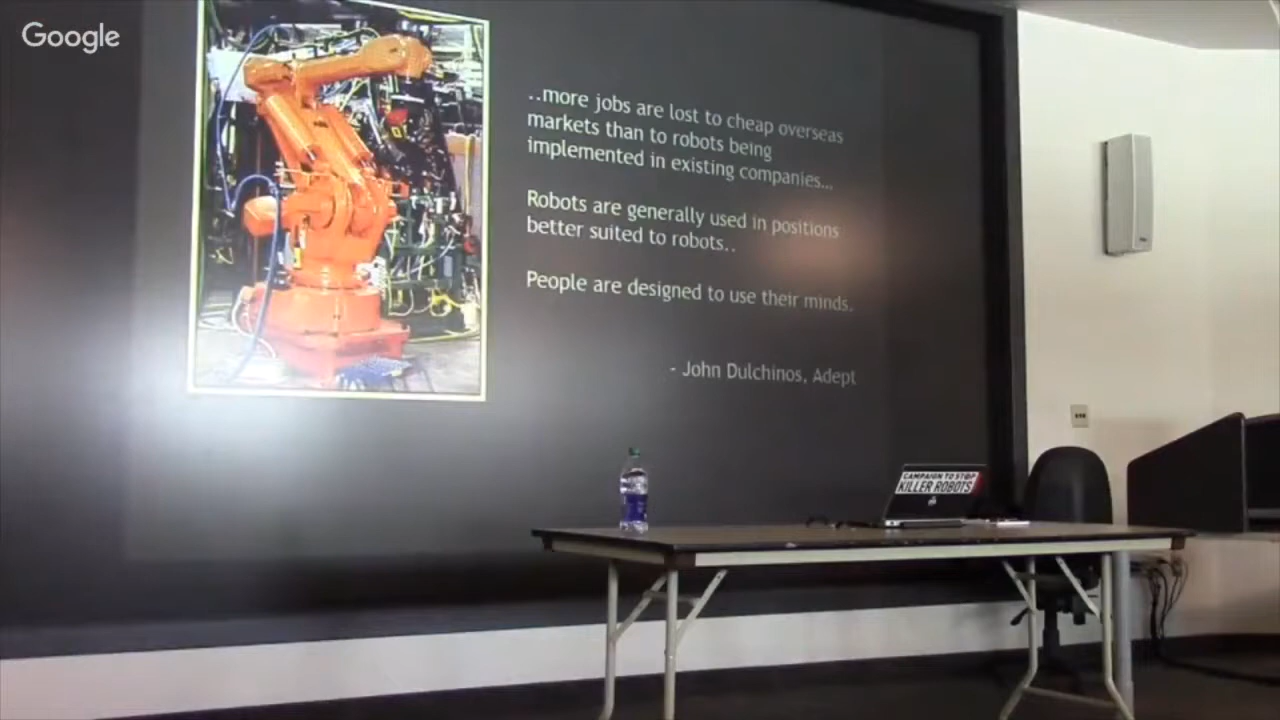 Google
..more jobs are lost to cheap overseas
markets than to robots being
implemented in existing companies...
Robots are generally used in positions
better suited to robots..
People are designed to use their minds.
- John Dulchinos, Adept
CAMPAIGN TO STOP
KILLER ROBOTS